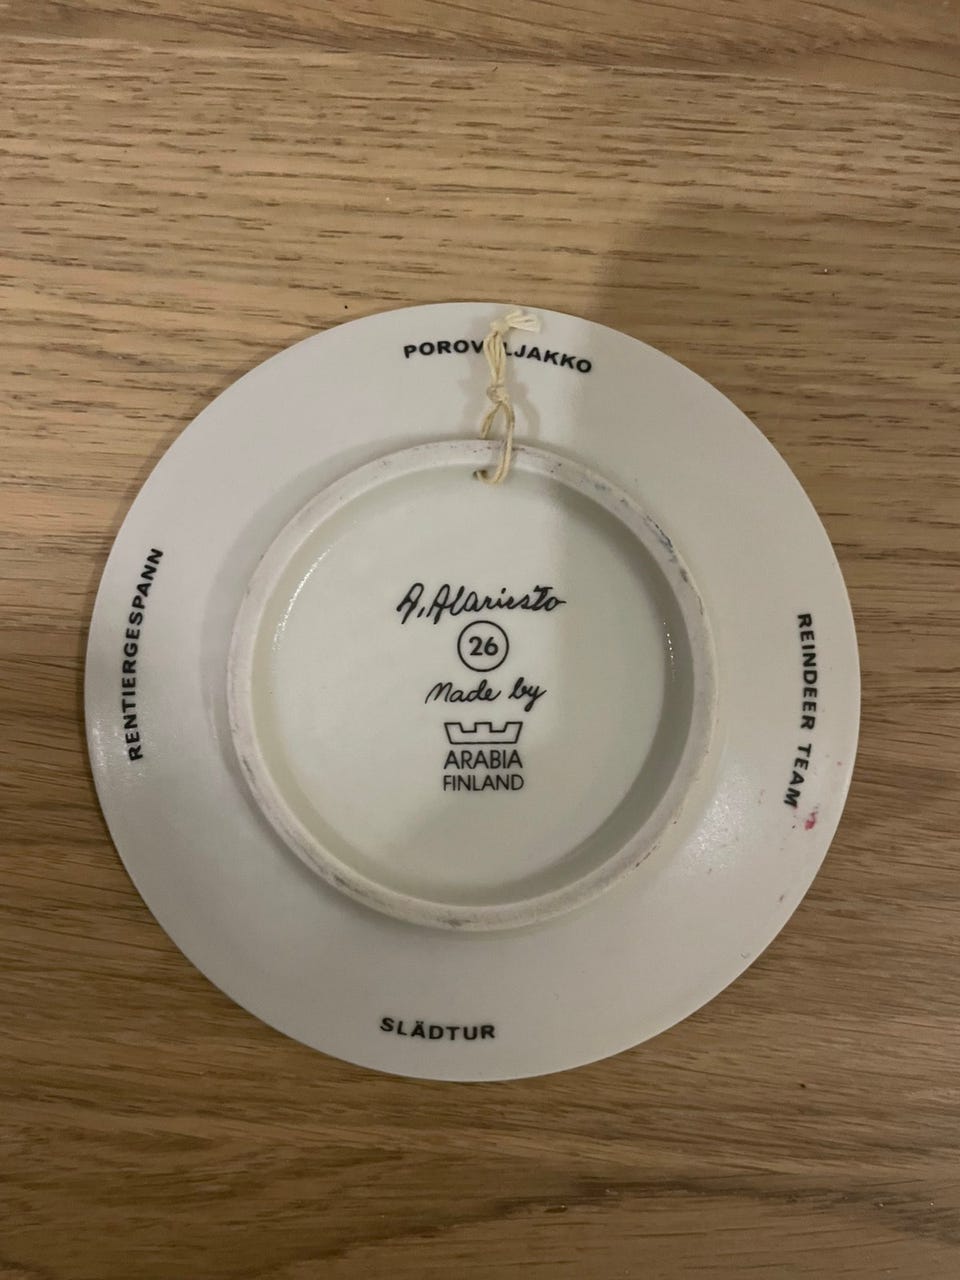 POROVALJAKKO
REINDEER TEAM
SLÄDTUR
RENTIERGESPANN
A. Alariesto
26
Made by
ARABIA
FINLAND